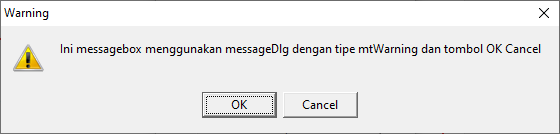 Warning
Ini messagebox menggunakan messageDlg dengan tipe mtWarning dan tombol OK Cancel
OK
Cancel